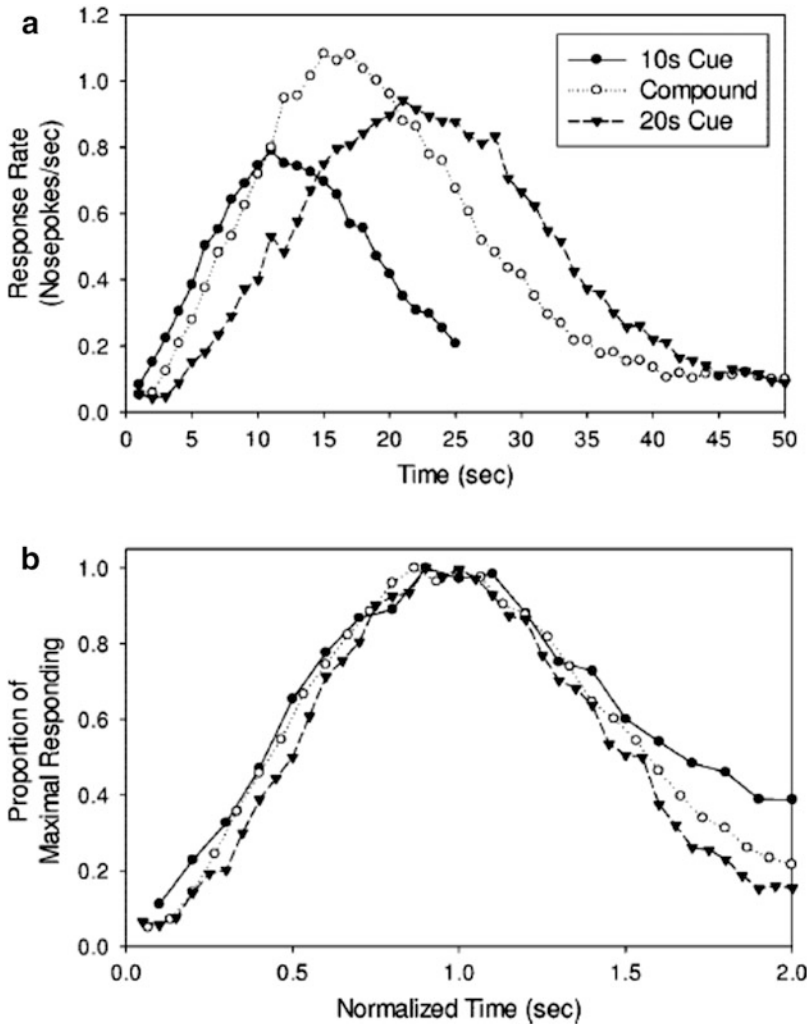 a
1.2
1.0
0.8
0.6
0.4
0.2
0.0
Response Rate
(Nosepokes/sec)
10s Cue
Compound
20s Cue
0 5 10 15 20 25 30 35 40 45 50
Time (sec)
b
1.0
0.8
0.6
0.4
0.2
0.0
Proportion of
Maximal Responding
0.0 0.5 1.0 1.5 2.0
Normalized Time (sec)